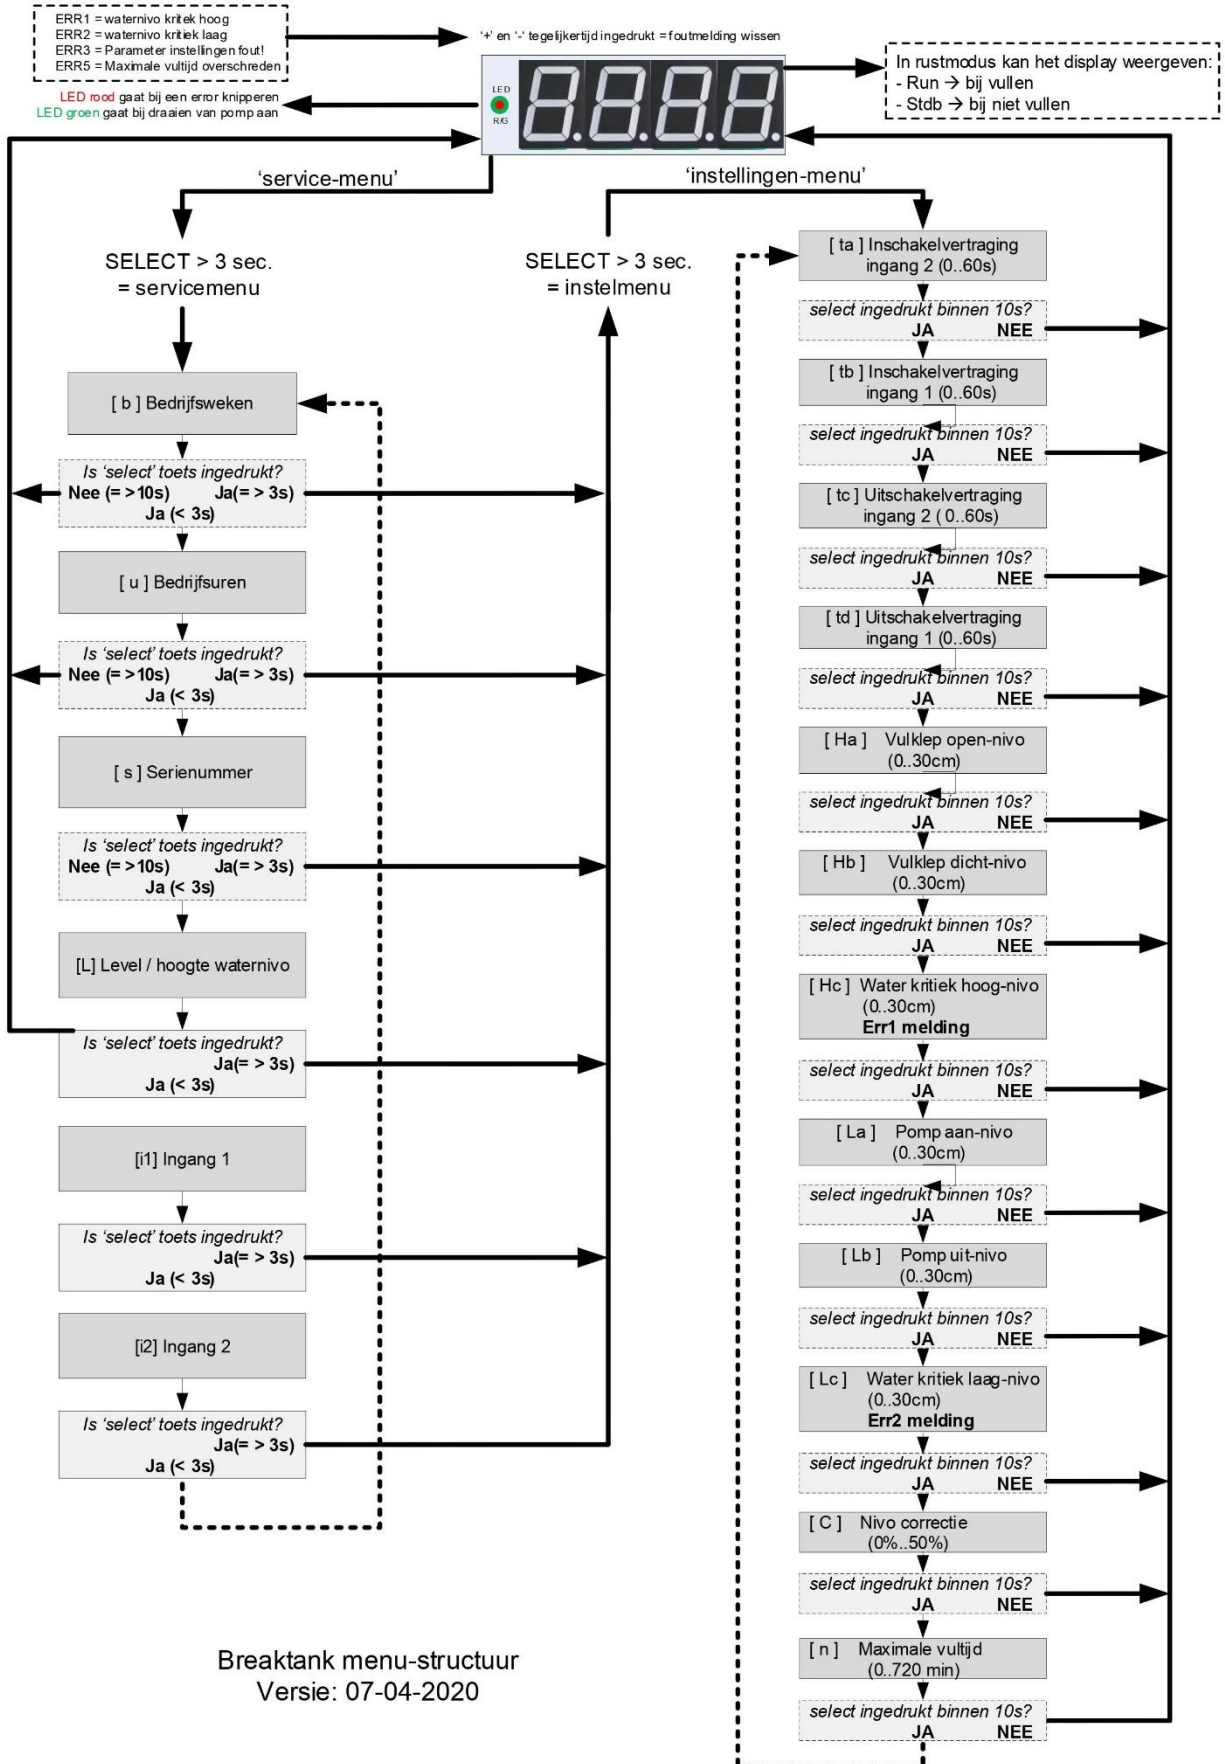 ERR1 = waternivo kritek hoog
ERR2 = waternivo kritiek laag
ERR3 = Parameter instellingen fout!
ERR5 = Maximale vultijd overschreden
'+' en '-' tegelijkertijd ingedrukt = foutmelding wissen
LED rood gaat bij een error knipperen
LED groen gaat bij draaien van pomp aan
LED
R/G
8.8.8.8.
In rustmodus kan het display weergeven:
- Run → bij vullen
- Stdb → bij niet vullen
'service-menu'
SELECT > 3 sec.
= servicemenu
[ b ] Bedrijfsweken
Is 'select' toets ingedrukt?
Nee (= >10s) Ja(= > 3s)
Ja (< 3s)
[ u ] Bedrijfsuren
Is 'select' toets ingedrukt?
Nee (= >10s) Ja(= > 3s)
Ja (< 3s)
[ s ] Serienummer
Is 'select' toets ingedrukt?
Nee (= >10s) Ja(= > 3s)
Ja (< 3s)
[L] Level / hoogte waternivo
Is 'select' toets ingedrukt?
Ja(= > 3s)
Ja (< 3s)
[i1] Ingang 1
Is 'select' toets ingedrukt?
Ja(= > 3s)
Ja (< 3s)
[i2] Ingang 2
Is 'select' toets ingedrukt?
Ja(= > 3s)
Ja (< 3s)
'instellingen-menu'
SELECT > 3 sec.
= instelmenu
[ ta ] Inschakelvertraging
ingang 2 (0..60s)
select ingedrukt binnen 10s?
JA NEE
[ tb ] Inschakelvertraging
ingang 1 (0..60s)
select ingedrukt binnen 10s?
JA NEE
[ tc ] Uitschakelvertraging
ingang 2 ( 0..60s)
select ingedrukt binnen 10s?
JA NEE
[ td ] Uitschakelvertraging
ingang 1 (0..60s)
select ingedrukt binnen 10s?
JA NEE
[ Ha ] Vulklep open-nivo
(0..30cm)
select ingedrukt binnen 10s?
JA NEE
[ Hb ] Vulklep dicht-nivo
(0..30cm)
select ingedrukt binnen 10s?
JA NEE
[ Hc ] Water kritiek hoog-nivo
(0..30cm)
Err1 melding
select ingedrukt binnen 10s?
JA NEE
[ La ] Pomp aan-nivo
(0..30cm)
select ingedrukt binnen 10s?
JA NEE
[ Lb ] Pomp uit-nivo
(0..30cm)
select ingedrukt binnen 10s?
JA NEE
[ Lc ] Water kritiek laag-nivo
(0..30cm)
Err2 melding
select ingedrukt binnen 10s?
JA NEE
[ C ] Nivo correctie
(0%..50%)
select ingedrukt binnen 10s?
JA NEE
[ n ] Maximale vultijd
(0..720 min)
select ingedrukt binnen 10s?
JA NEE
Breaktank menu-structuur
Versie: 07-04-2020